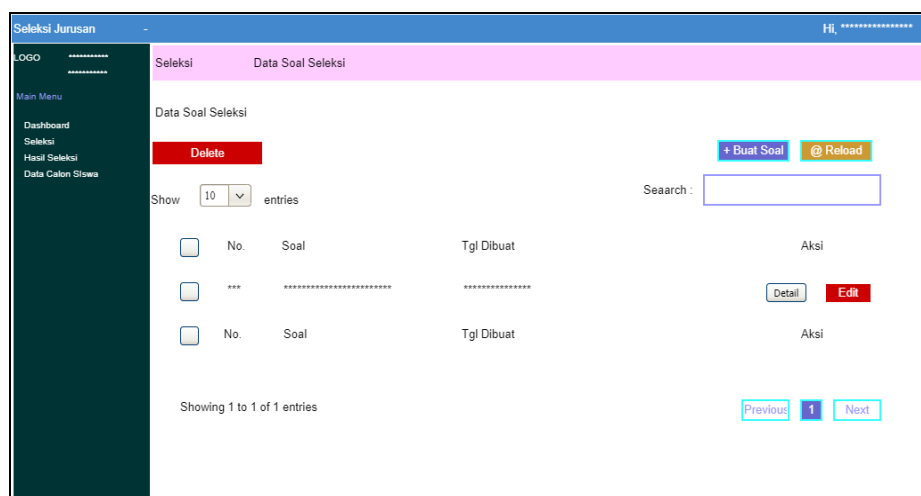 Seleksi Jurusan - Hi, ****************
LOGO ***********
***********
Main Menu
Dashboard
Seleksi
Hasil Seleksi
Data Calon SIswa
Seleksi Data Soal Seleksi
Data Soal Seleksi
Delete + Buat Soal @ Reload
Show 10 entries Seaarch :
No. Soal Tgl Dibuat Aksi
*** ************************ *************** Detail Edit
No. Soal Tgl Dibuat Aksi
Showing 1 to 1 of 1 entries Previous 1 Next